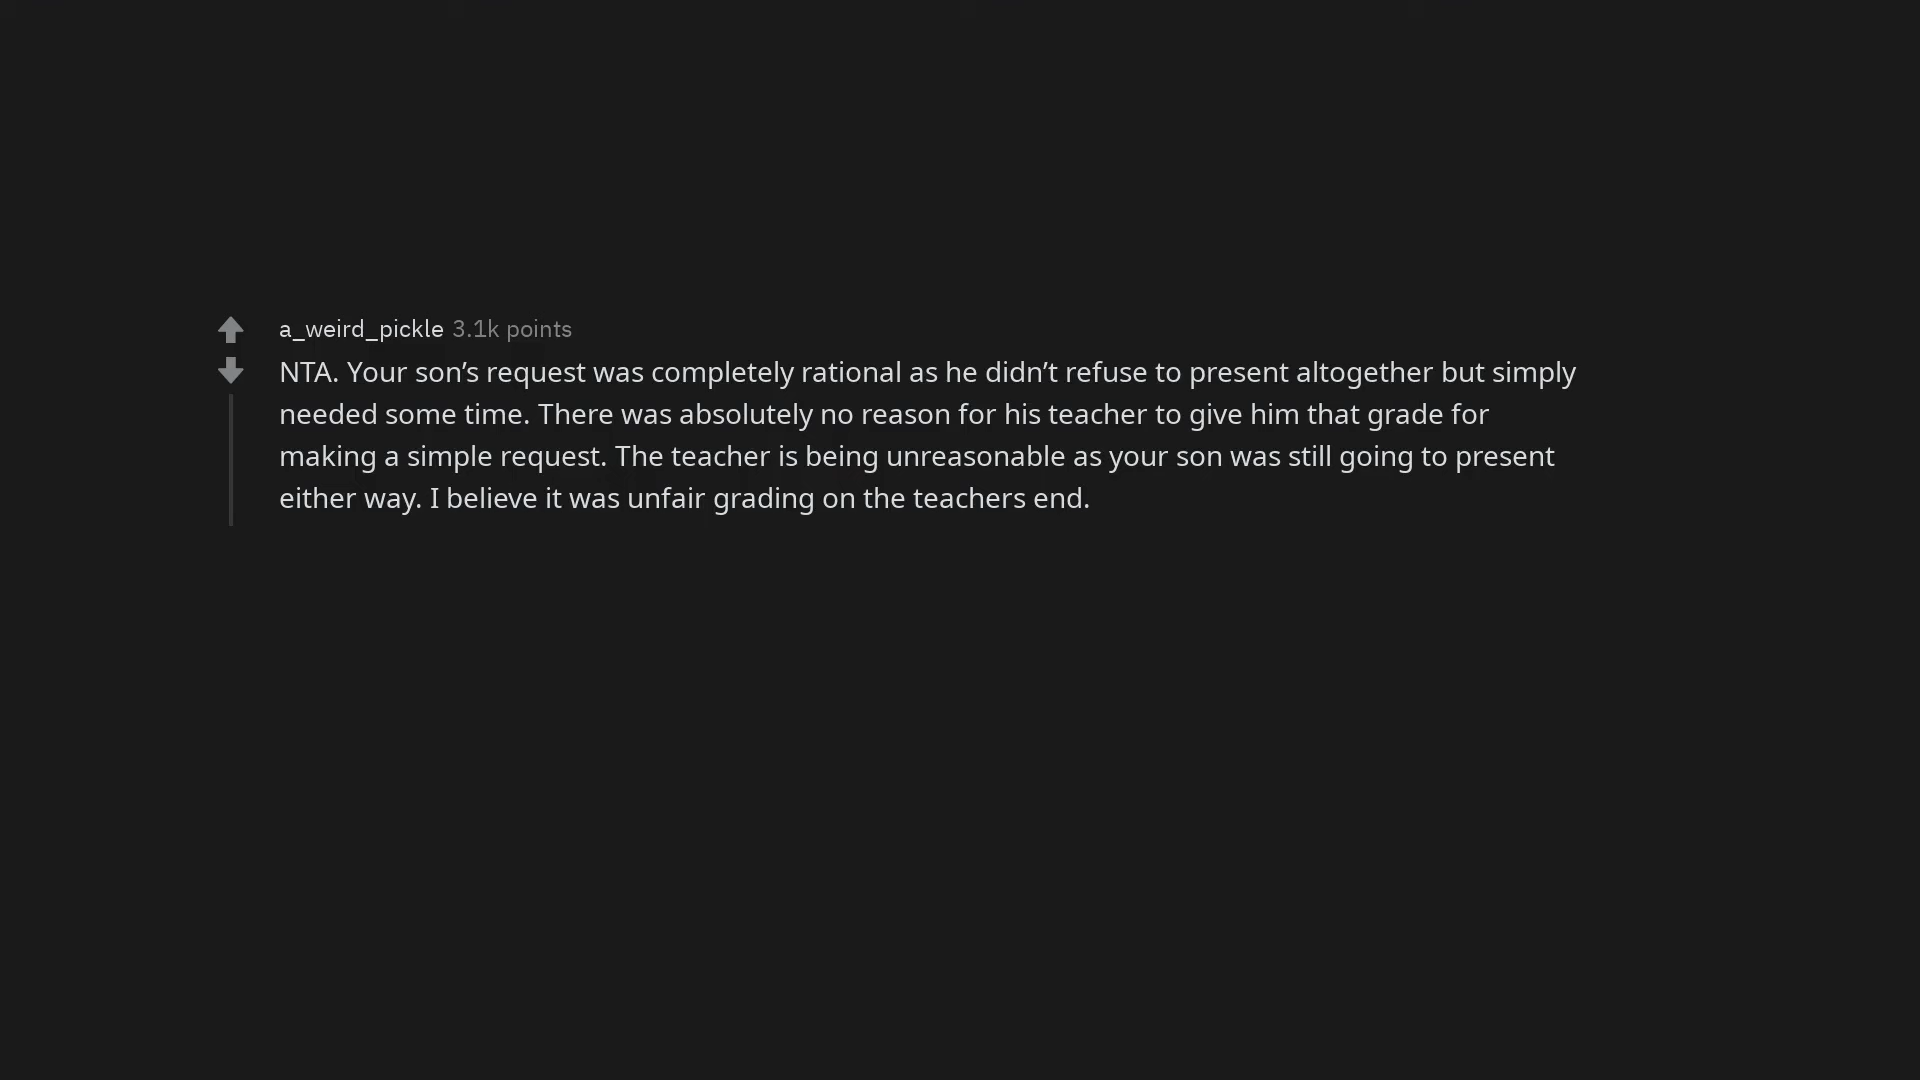 a_weird_pickle 3.1k points
NTA. Your son’s request was completely rational as he didn’t refuse to present altogether but simply
needed some time. There was absolutely no reason for his teacher to give him that grade for
making a simple request. The teacher is being unreasonable as your son was still going to present
either way. I believe it was unfair grading on the teachers end.